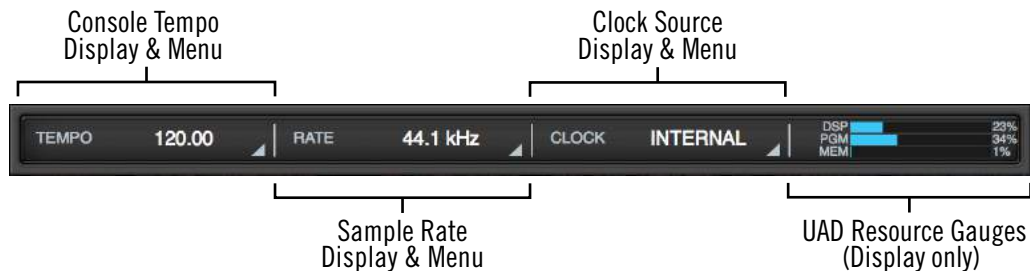 Console Tempo
Display & Menu
Clock Source
Display & Menu
TEMPO 120.00 RATE 44.1 kHz CLOCK INTERNAL
DSP 23%
PGM 34%
MEM 1%
Sample Rate
Display & Menu
UAD Resource Gauges
(Display only)